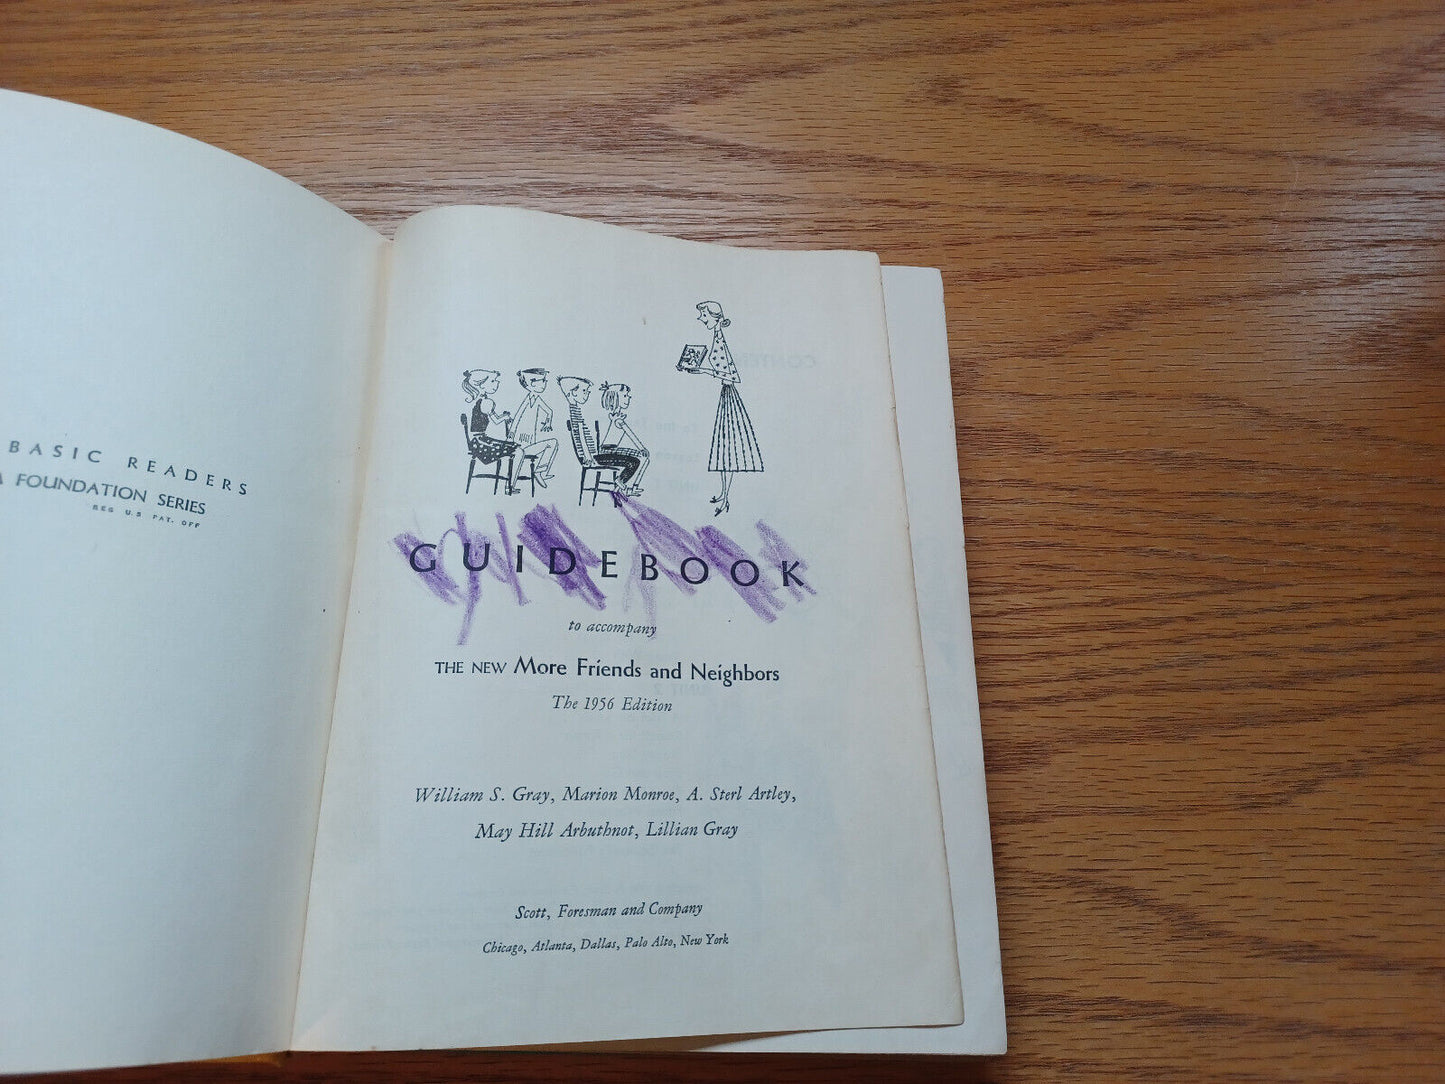 BASIC READERS
FOUNDATION SERIES
REG U.S PAT. OFF
GUIDEBOOK
to accompany
THE NEW More Friends and Neighbors
The 1956 Edition
William S. Gray, Marion Monroe, A. Sterl Artley,
May Hill Arbuthnot, Lillian Gray
Scott, Foresman and Company
Chicago, Atlanta, Dallas, Palo Alto, New York